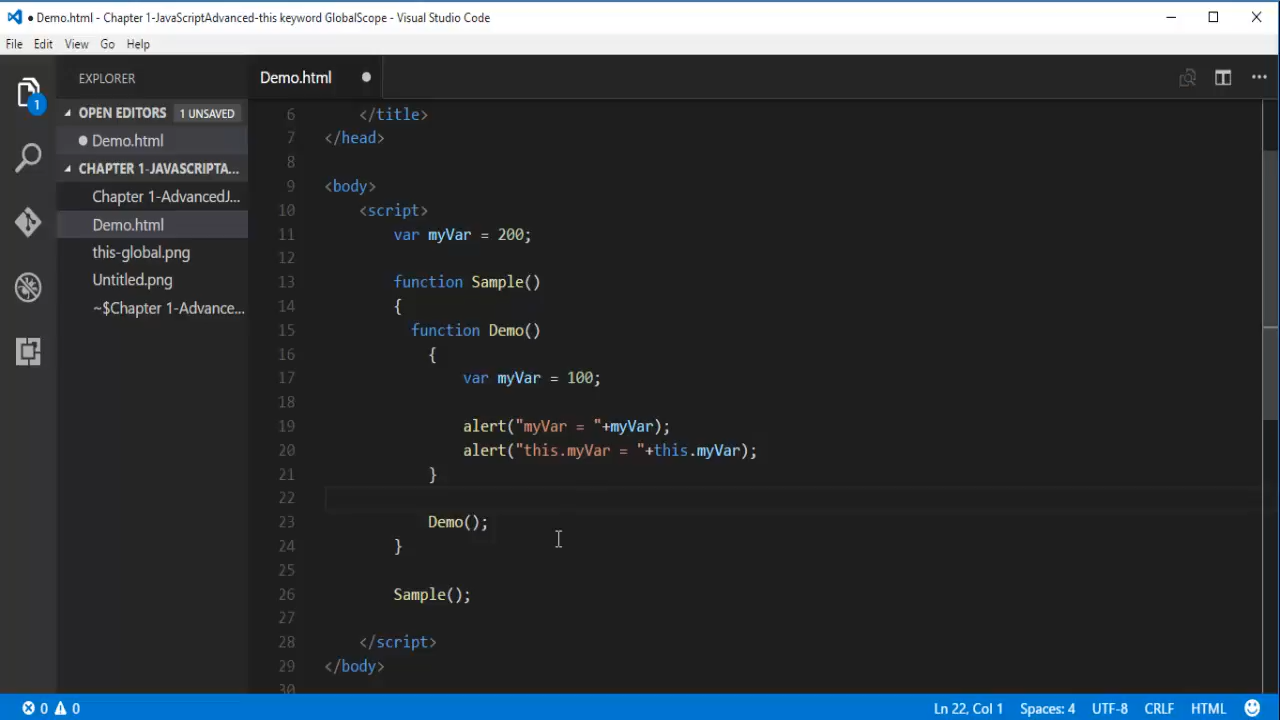 ● Demo.html - Chapter 1-JavaScriptAdvanced-this keyword GlobalScope - Visual Studio Code
File Edit View Go Help
EXPLORER
OPEN EDITORS 1 UNSAVED
Demo.html
CHAPTER 1-JAVASCRIPTA...
Chapter 1-AdvancedJ...
Demo.html
this-global.png
Untitled.png
~$Chapter 1-Advance...
1
Demo.html
6 </title>
7 </head>
8
9 <body>
10 <script>
11 var myVar = 200;
12
13 function Sample()
14 {
15 function Demo()
16 {
17 var myVar = 100;
18
19 alert("myVar = "+myVar);
20 alert("this.myVar = "+this.myVar);
21 }
22
23 Demo();
24 }
25
26 Sample();
27
28 </script>
29 </body>
30
0 0 Ln 22, Col 1 Spaces: 4 UTF-8 CRLF HTML